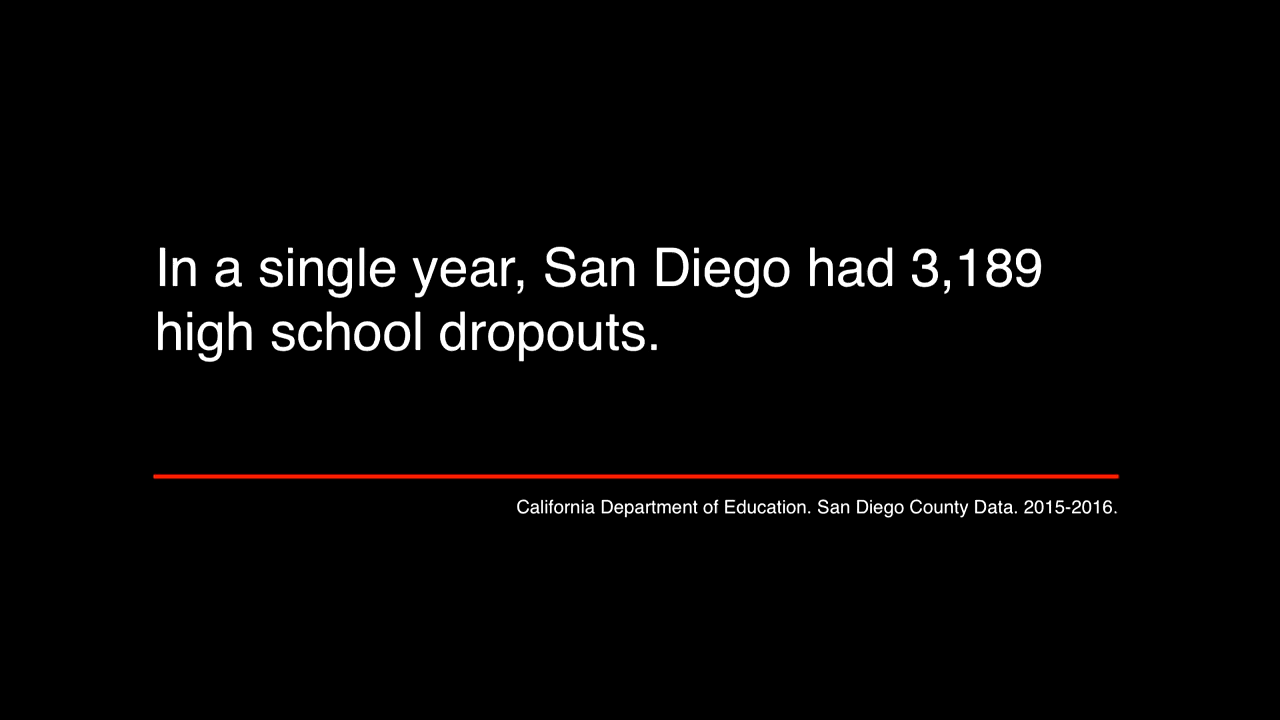 In a single year, San Diego had 3,189
high school dropouts.
California Department of Education. San Diego County Data. 2015-2016.